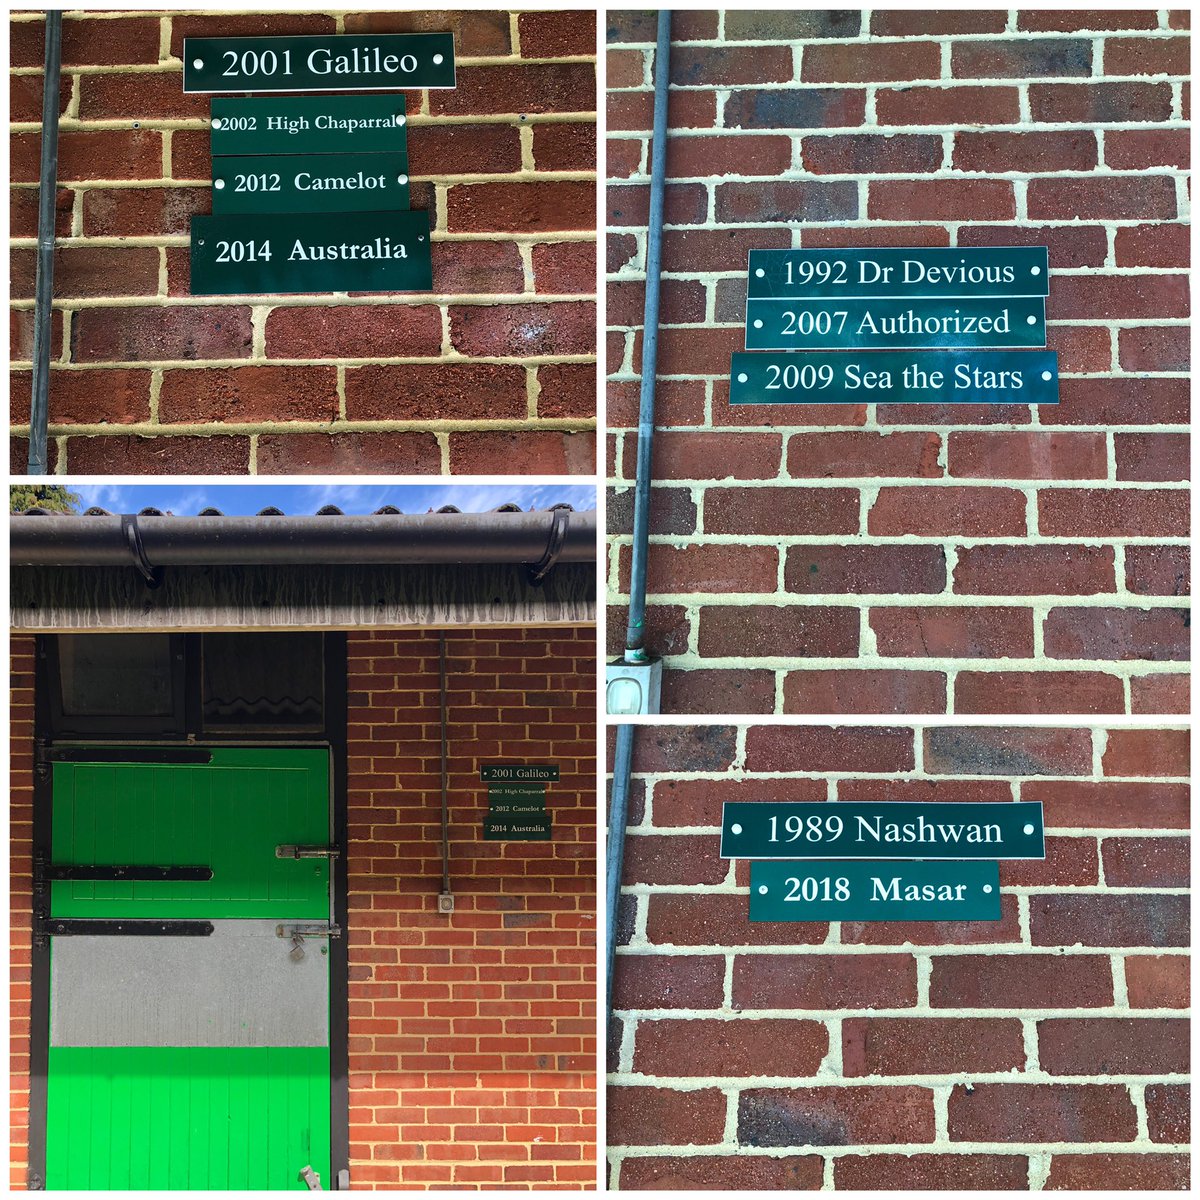 2001 Galileo
2002 High Chaparral
2012 Camelot
2014 Australia
1992 Dr Devious
2007 Authorized
2009 Sea the Stars
2001 Galileo
2002 High Chaparral
2012 Camelot
2014 Australia
1989 Nashwan
2018 Masar